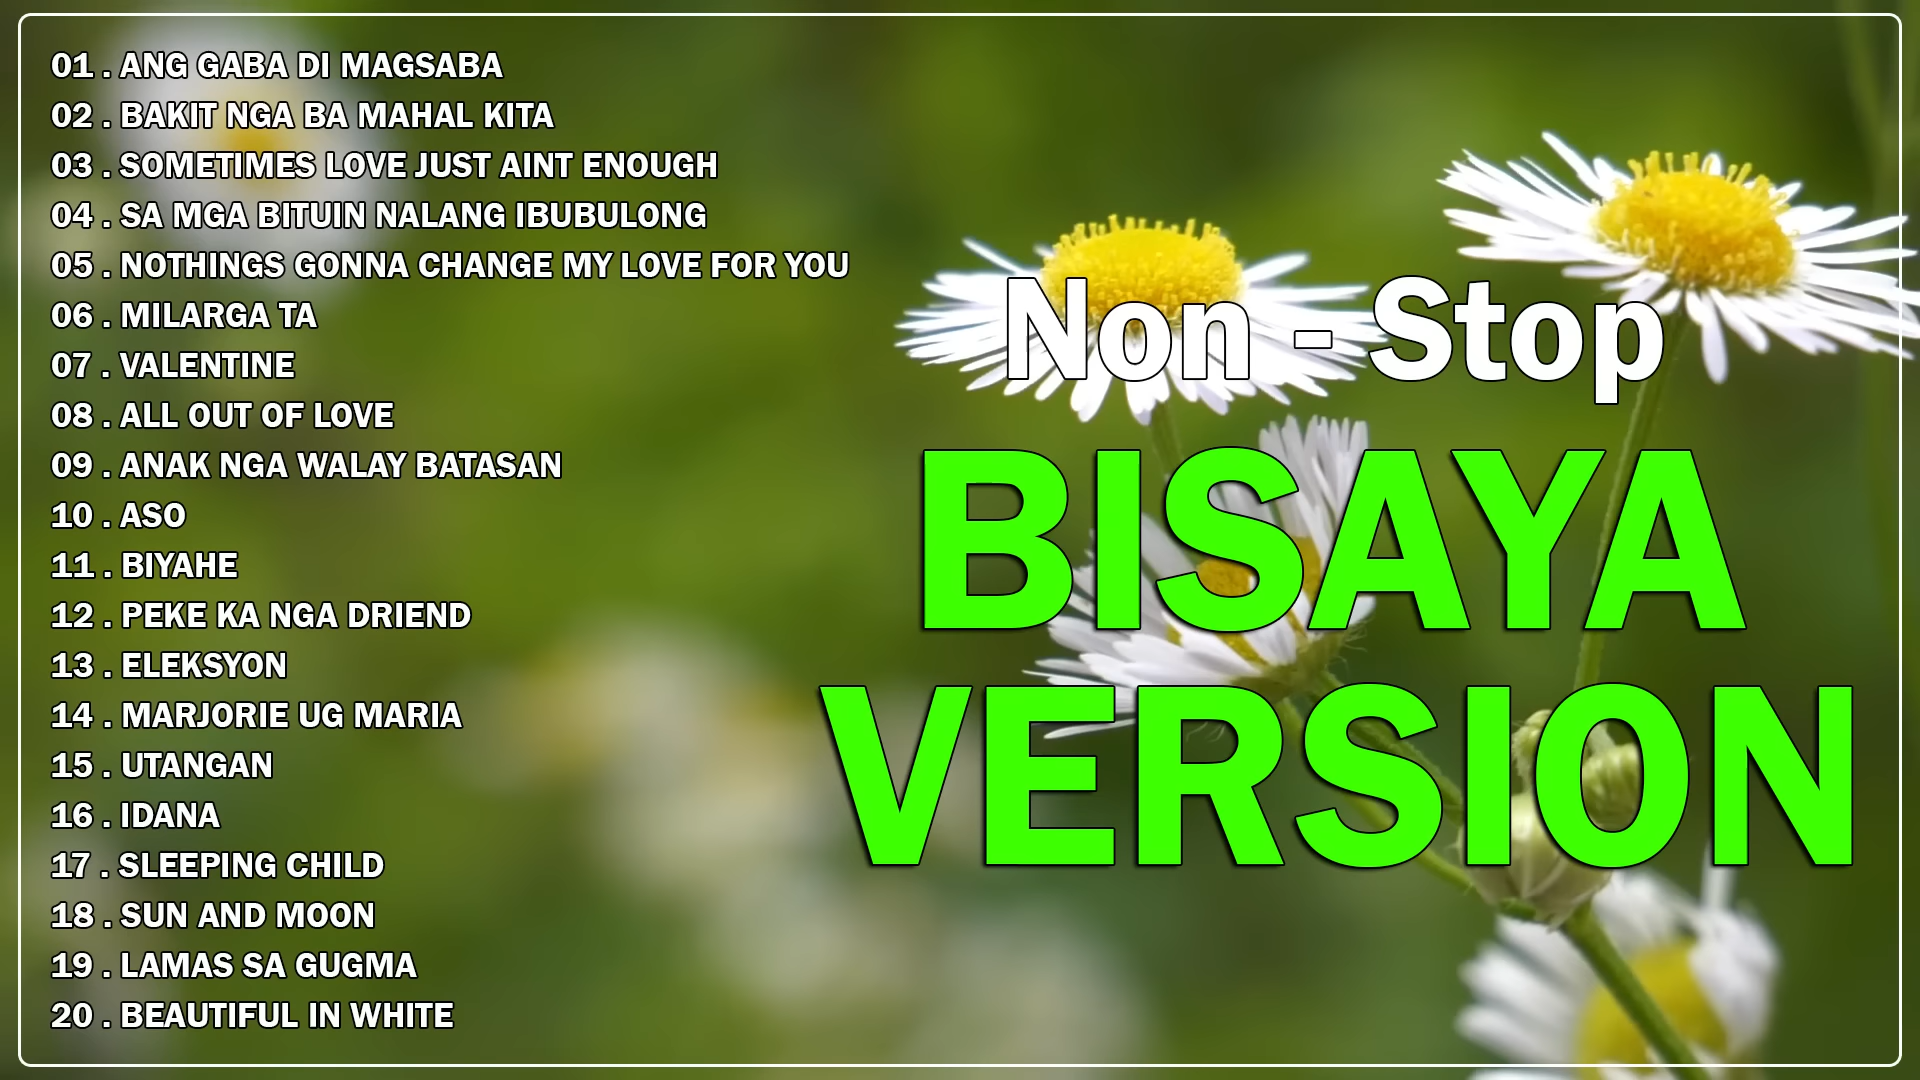 01 . ANG GABA DI MAGSABA
02 . BAKIT NGA BA MAHAL KITA
03 . SOMETIMES LOVE JUST AINT ENOUGH
04 . SA MGA BITUIN NALANG IBUBULONG
05 . NOTHINGS GONNA CHANGE MY LOVE FOR YOU
06 . MILARGA TA
07 . VALENTINE
08 . ALL OUT OF LOVE
09 . ANAK NGA WALAY BATASAN
10 . ASO
11 . BIYAHE
12 . PEKE KA NGA DRIEND
13 . ELEKSYON
14 . MARJORIE UG MARIA
15 . UTANGAN
16 . IDANA
17 . SLEEPING CHILD
18 . SUN AND MOON
19 . LAMAS SA GUGMA
20 . BEAUTIFUL IN WHITE
Non - Stop
BISAYA
VERSION